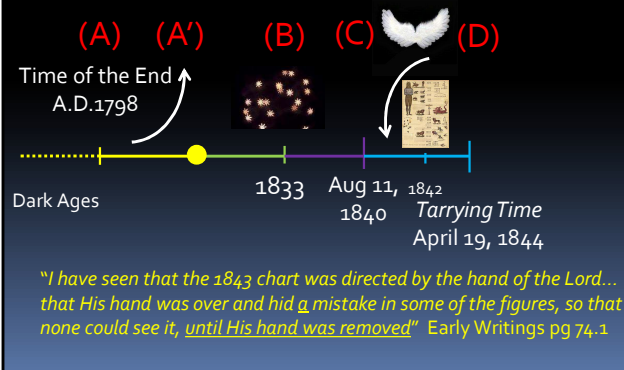 (A) (A’) (B) (C) (D)
Time of the End
A.D.1798
Dark Ages
1833
Aug 11,
1840
1842
Tarrying Time
April 19, 1844
“I have seen that the 1843 chart was directed by the hand of the Lord…
that His hand was over and hid a mistake in some of the figures, so that
none could see it, until His hand was removed” Early Writings pg 74.1